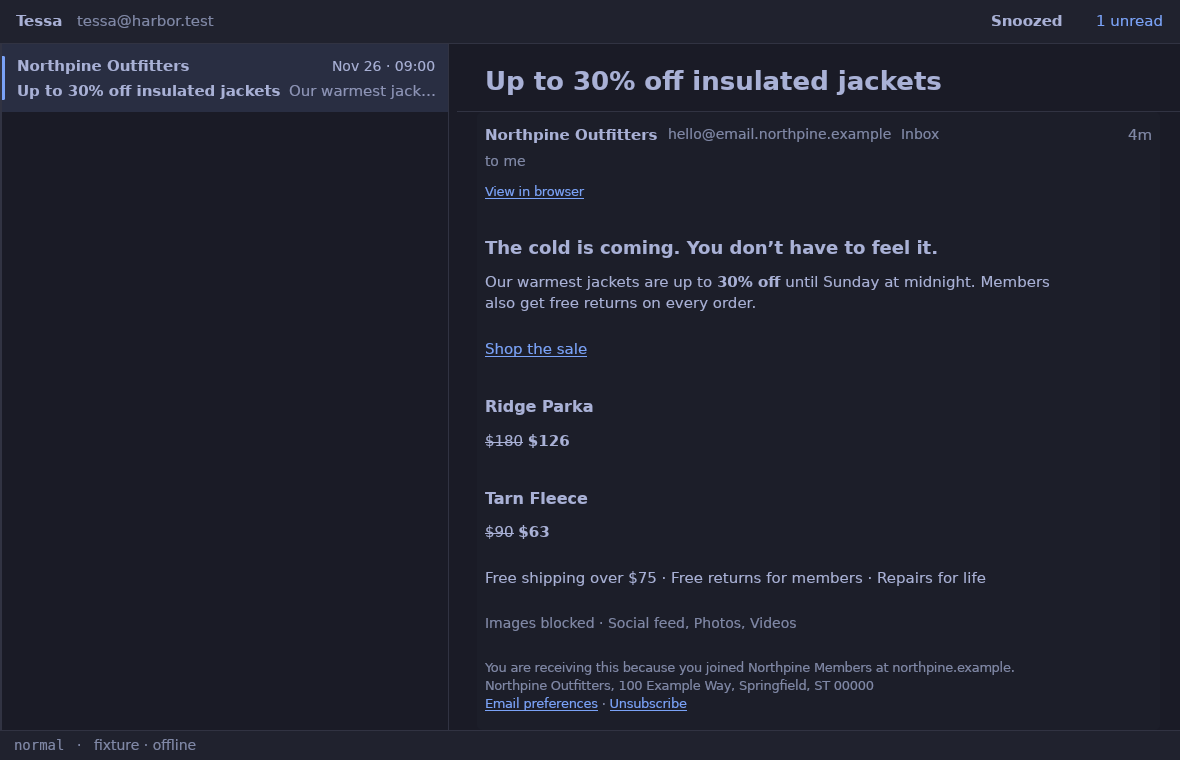 Tessa tessa@harbor.test Snoozed 1 unread
Northpine Outfitters Nov 26 · 09:00
Up to 30% off insulated jackets Our warmest jack…
Up to 30% off insulated jackets
Northpine Outfitters hello@email.northpine.example Inbox 4m
to me
View in browser
The cold is coming. You don’t have to feel it.
Our warmest jackets are up to 30% off until Sunday at midnight. Members
also get free returns on every order.
Shop the sale
Ridge Parka
$180 $126
Tarn Fleece
$90 $63
Free shipping over $75 · Free returns for members · Repairs for life
Images blocked · Social feed, Photos, Videos
You are receiving this because you joined Northpine Members at northpine.example.
Northpine Outfitters, 100 Example Way, Springfield, ST 00000
Email preferences · Unsubscribe
normal · fixture · offline